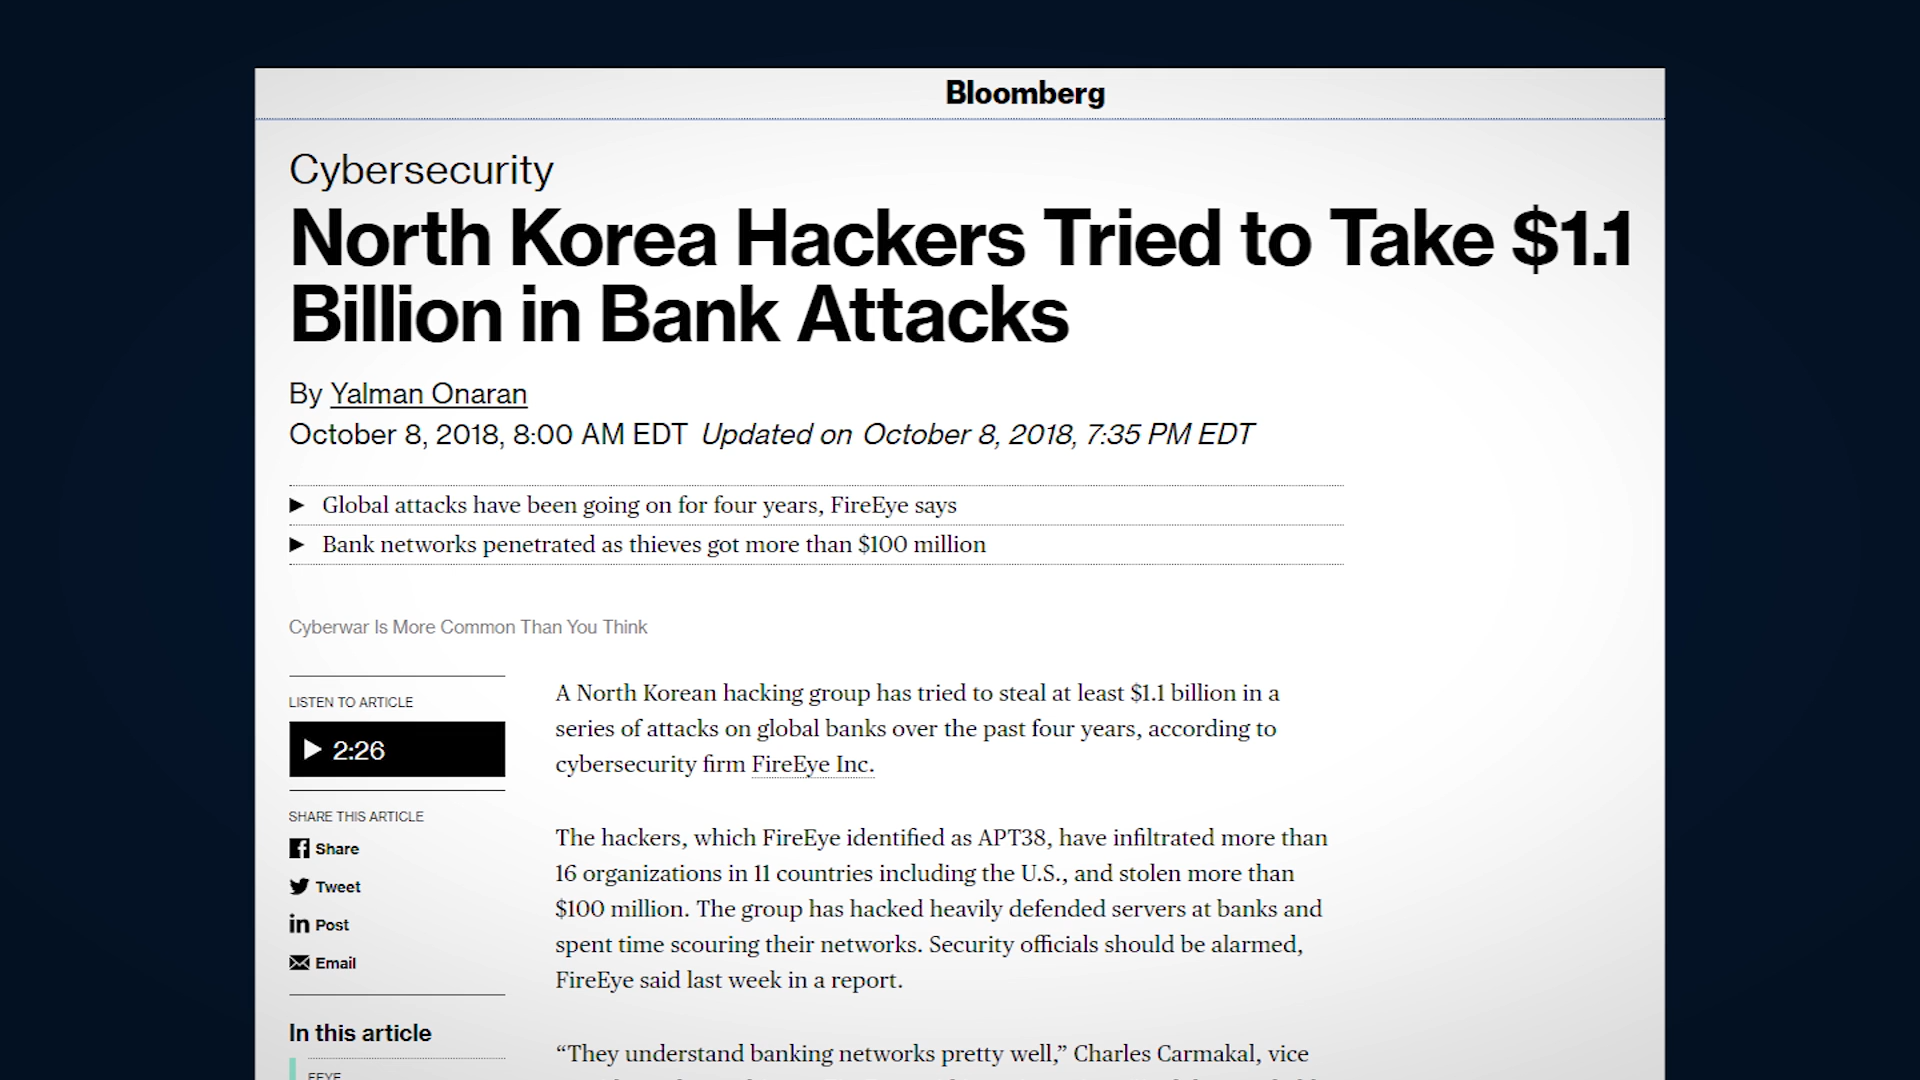 Bloomberg
Cybersecurity
North Korea Hackers Tried to Take $1.1
Billion in Bank Attacks
By Yalman Onaran
October 8, 2018, 8:00 AM EDT Updated on October 8, 2018, 7:35 PM EDT
Global attacks have been going on for four years, FireEye says
Bank networks penetrated as thieves got more than $100 million
Cyberwar Is More Common Than You Think
LISTEN TO ARTICLE
2:26
SHARE THIS ARTICLE
Share
Tweet
Post
Email
In this article
A North Korean hacking group has tried to steal at least $1.1 billion in a
series of attacks on global banks over the past four years, according to
cybersecurity firm FireEye Inc.
The hackers, which FireEye identified as APT38, have infiltrated more than
16 organizations in 11 countries including the U.S., and stolen more than
$100 million. The group has hacked heavily defended servers at banks and
spent time scouring their networks. Security officials should be alarmed,
FireEye said last week in a report.
“They understand banking networks pretty well,” Charles Carmakal, vice